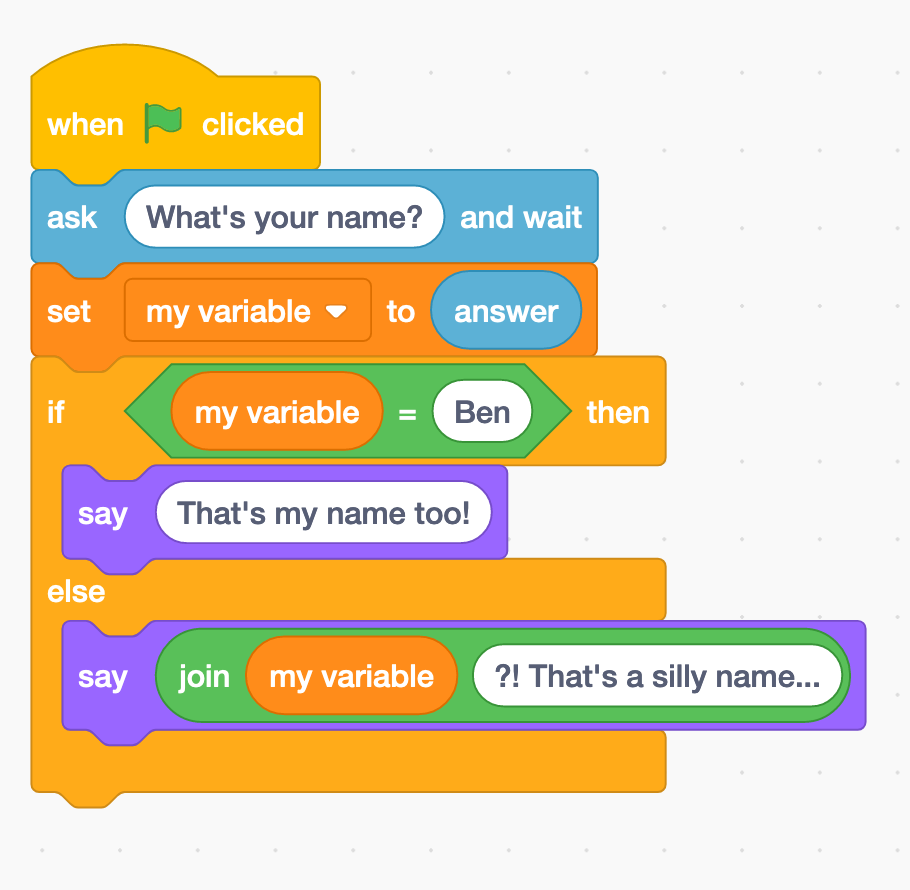 when clicked
ask What's your name? and wait
set my variable to answer
if my variable = Ben then
say That's my name too!
else
say join my variable ?! That's a silly name...